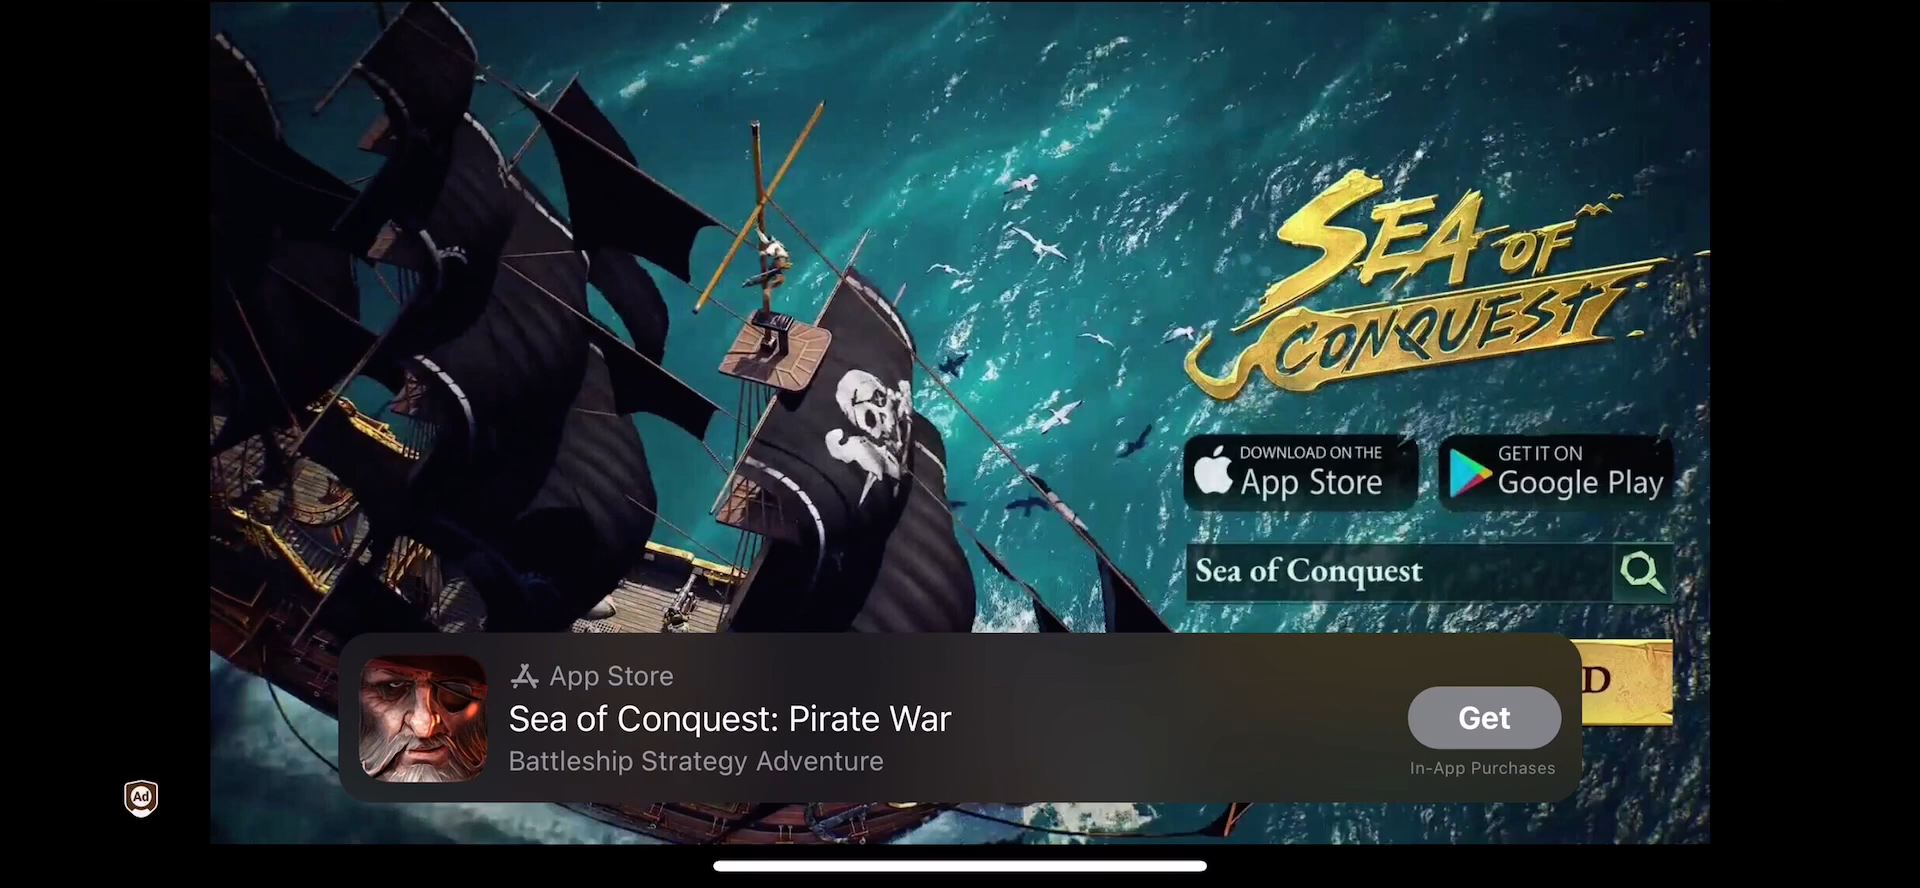 SEA OF
CONQUEST
DOWNLOAD ON THE
App Store
GET IT ON
Google Play
Sea of Conquest
D
App Store
Sea of Conquest: Pirate War
Battleship Strategy Adventure
Get
In-App Purchases
Ad